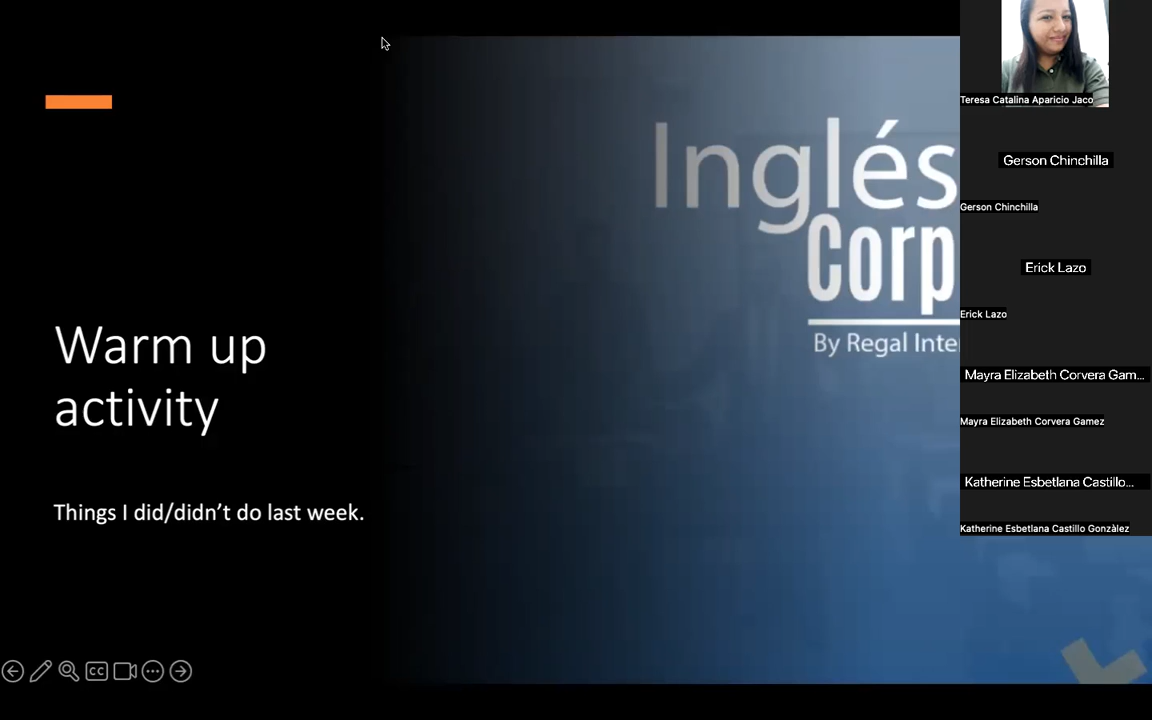 Inglés
Corp
By Regal Inte
Warm up
activity
Things I did/didn't do last week.
CC
Teresa Catalina Aparicio Jaco
Gerson Chinchilla
Gerson Chinchilla
Erick Lazo
Erick Lazo
Mayra Elizabeth Corvera Gam...
Mayra Elizabeth Corvera Gamez
Katherine Esbetlana Castillo...
Katherine Esbetlana Castillo Gonzàlez